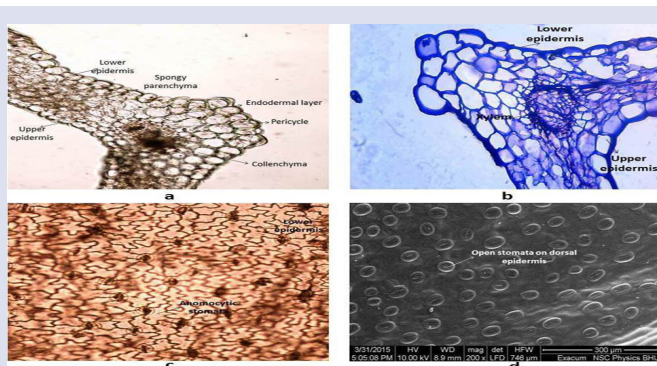 Lower
epidermis
Spongy
parenchyma
Endodermal layer
Pericycle
Upper
epidermis
Collenchyma
a
Lower
epidermis
Xylem
Upper
epidermis
b
Lower
epidermis
Anomocytic
stomata
c
Open stomata on dorsal
epidermis
3/31/2015 HV WD mag det HFW 300 µm
5:05:08 PM 10.00 kV 8.9 mm 200 x LFD 746 µm Exacum NSC Physics BHU
d